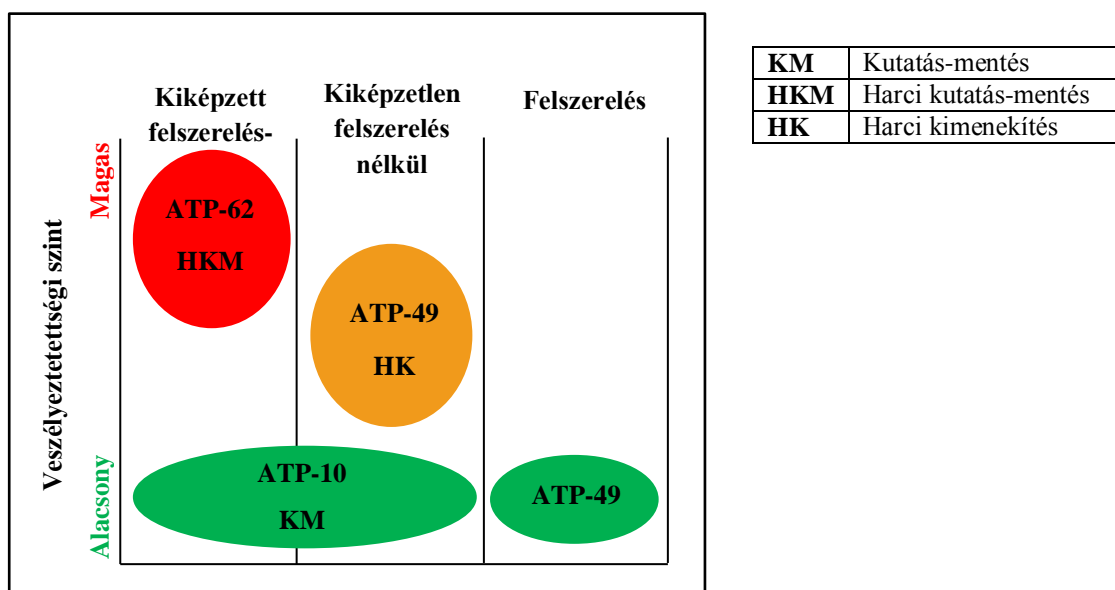 Kiképzett
felszerelés-
Kiképzetlen
felszerelés
nélkül
Felszerelés
Veszélyeztetettségi szint
Magas
Alacsony
ATP-62
HKM
ATP-49
HK
ATP-10
KM
ATP-49
KM Kutatás-mentés
HKM Harci kutatás-mentés
HK Harci kimenekítés